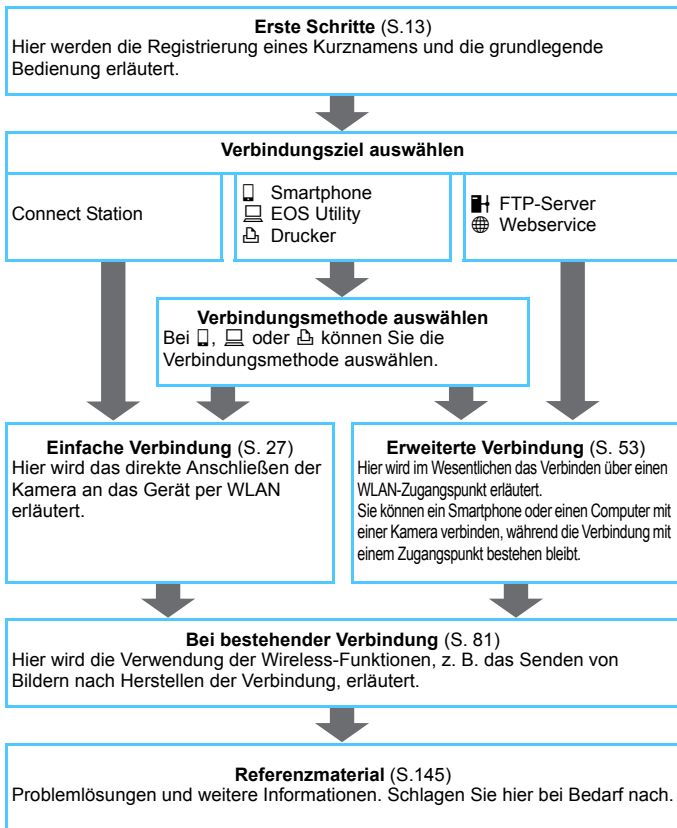 Erste Schritte (S.13)
Hier werden die Registrierung eines Kurznamens und die grundlegende
Bedienung erläutert.
Verbindungsziel auswählen
Connect Station
Smartphone
EOS Utility
Drucker
FTP-Server
Webservice
Verbindungsmethode auswählen
Bei , oder können Sie die
Verbindungsmethode auswählen.
Einfache Verbindung (S. 27)
Hier wird das direkte Anschließen der
Kamera an das Gerät per WLAN
erläutert.
Erweiterte Verbindung (S. 53)
Hier wird im Wesentlichen das Verbinden über einen
WLAN-Zugangspunkt erläutert.
Sie können ein Smartphone oder einen Computer mit
einer Kamera verbinden, während die Verbindung mit
einem Zugangspunkt bestehen bleibt.
Bei bestehender Verbindung (S. 81)
Hier wird die Verwendung der Wireless-Funktionen, z. B. das Senden von
Bildern nach Herstellen der Verbindung, erläutert.
Referenzmaterial (S.145)
Problemlösungen und weitere Informationen. Schlagen Sie hier bei Bedarf nach.